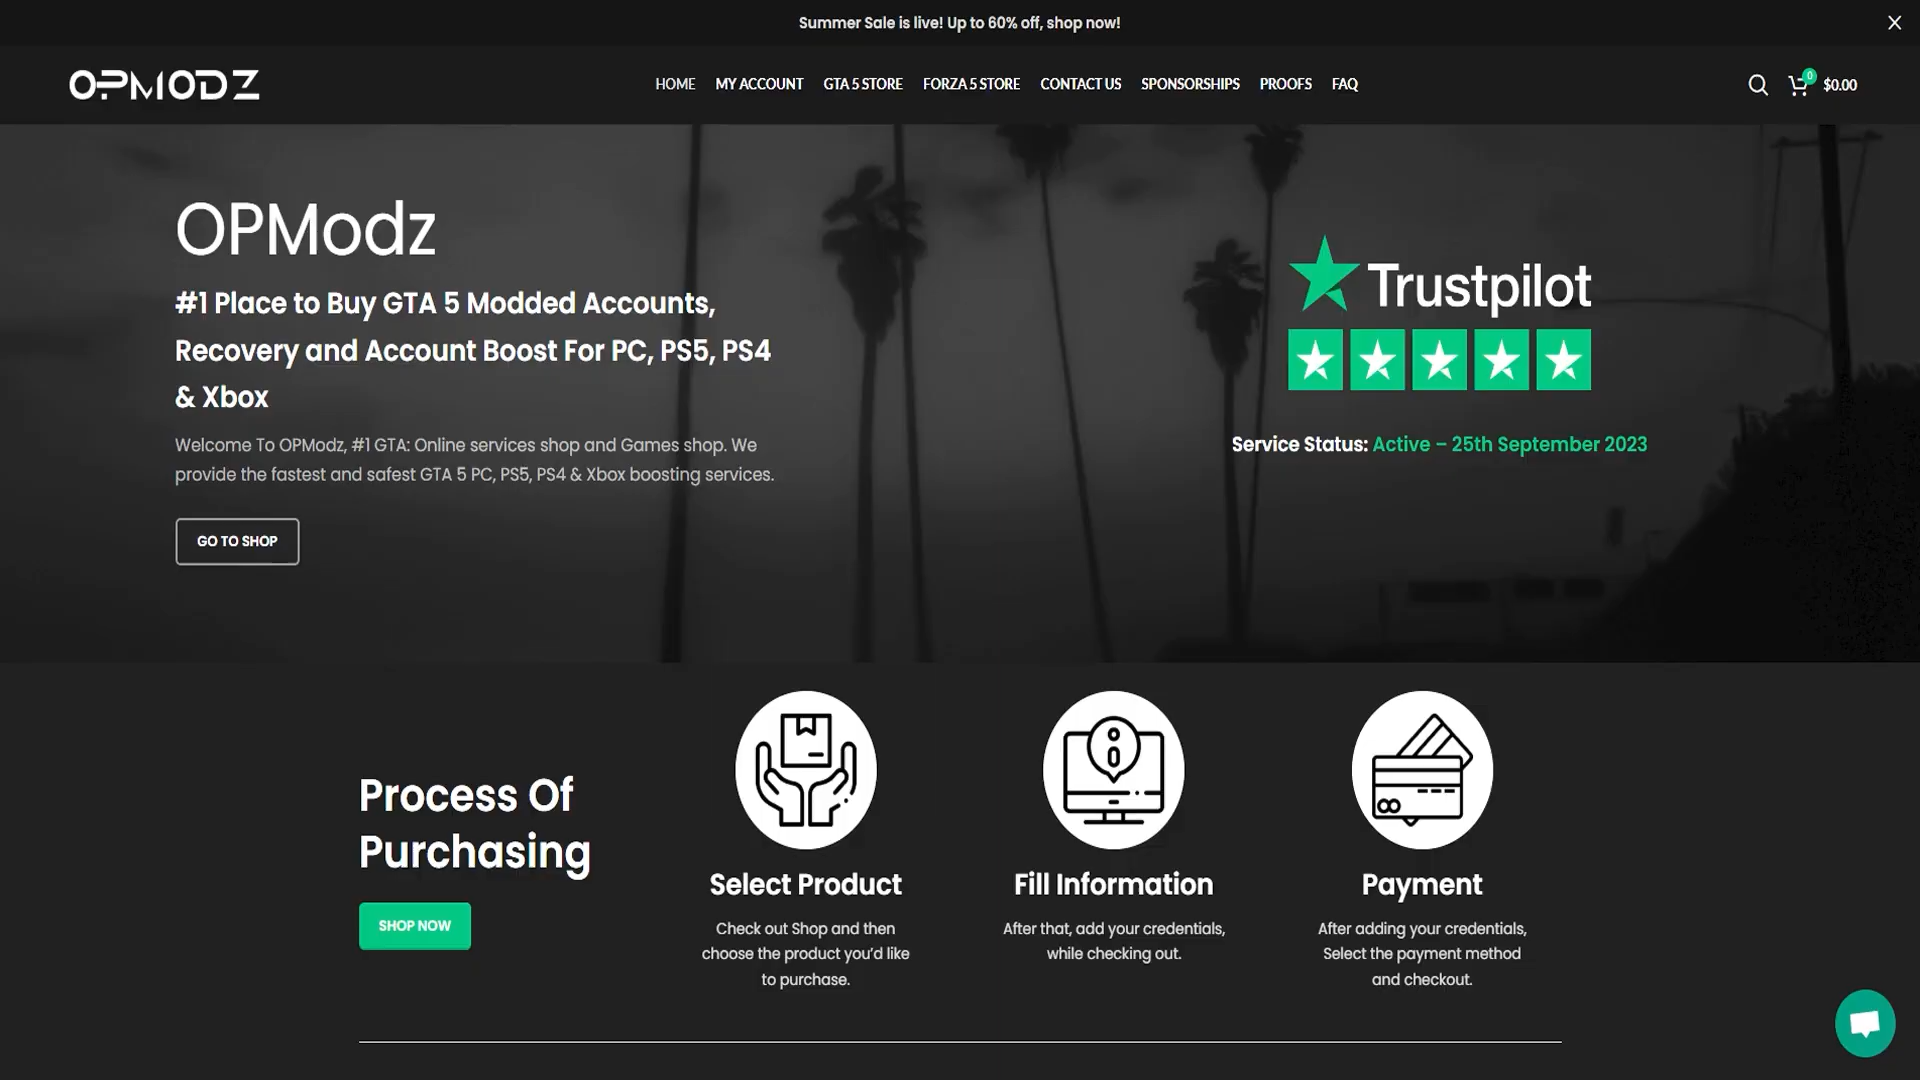 Summer Sale is live! Up to 60% off, shop now!
OPMODZ
HOME MY ACCOUNT GTA 5 STORE FORZA 5 STORE CONTACT US SPONSORSHIPS PROOFS FAQ
0
$0.00
OPModz
#1 Place to Buy GTA 5 Modded Accounts,
Recovery and Account Boost For PC, PS5, PS4
& Xbox
Welcome To OPModz, #1 GTA: Online services shop and Games shop. We
provide the fastest and safest GTA 5 PC, PS5, PS4 & Xbox boosting services.
GO TO SHOP
Trustpilot
Service Status: Active – 25th September 2023
Process Of
Purchasing
SHOP NOW
Select Product
Check out Shop and then
choose the product you’d like
to purchase.
Fill Information
After that, add your credentials,
while checking out.
Payment
After adding your credentials,
Select the payment method
and checkout.